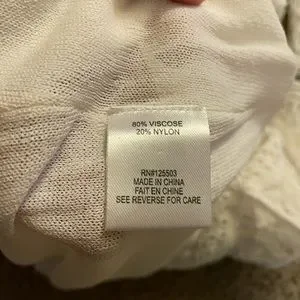 80% VISCOSE
20% NYLON
RN#125503
MADE IN CHINA
FAIT EN CHINE
SEE REVERSE FOR CARE